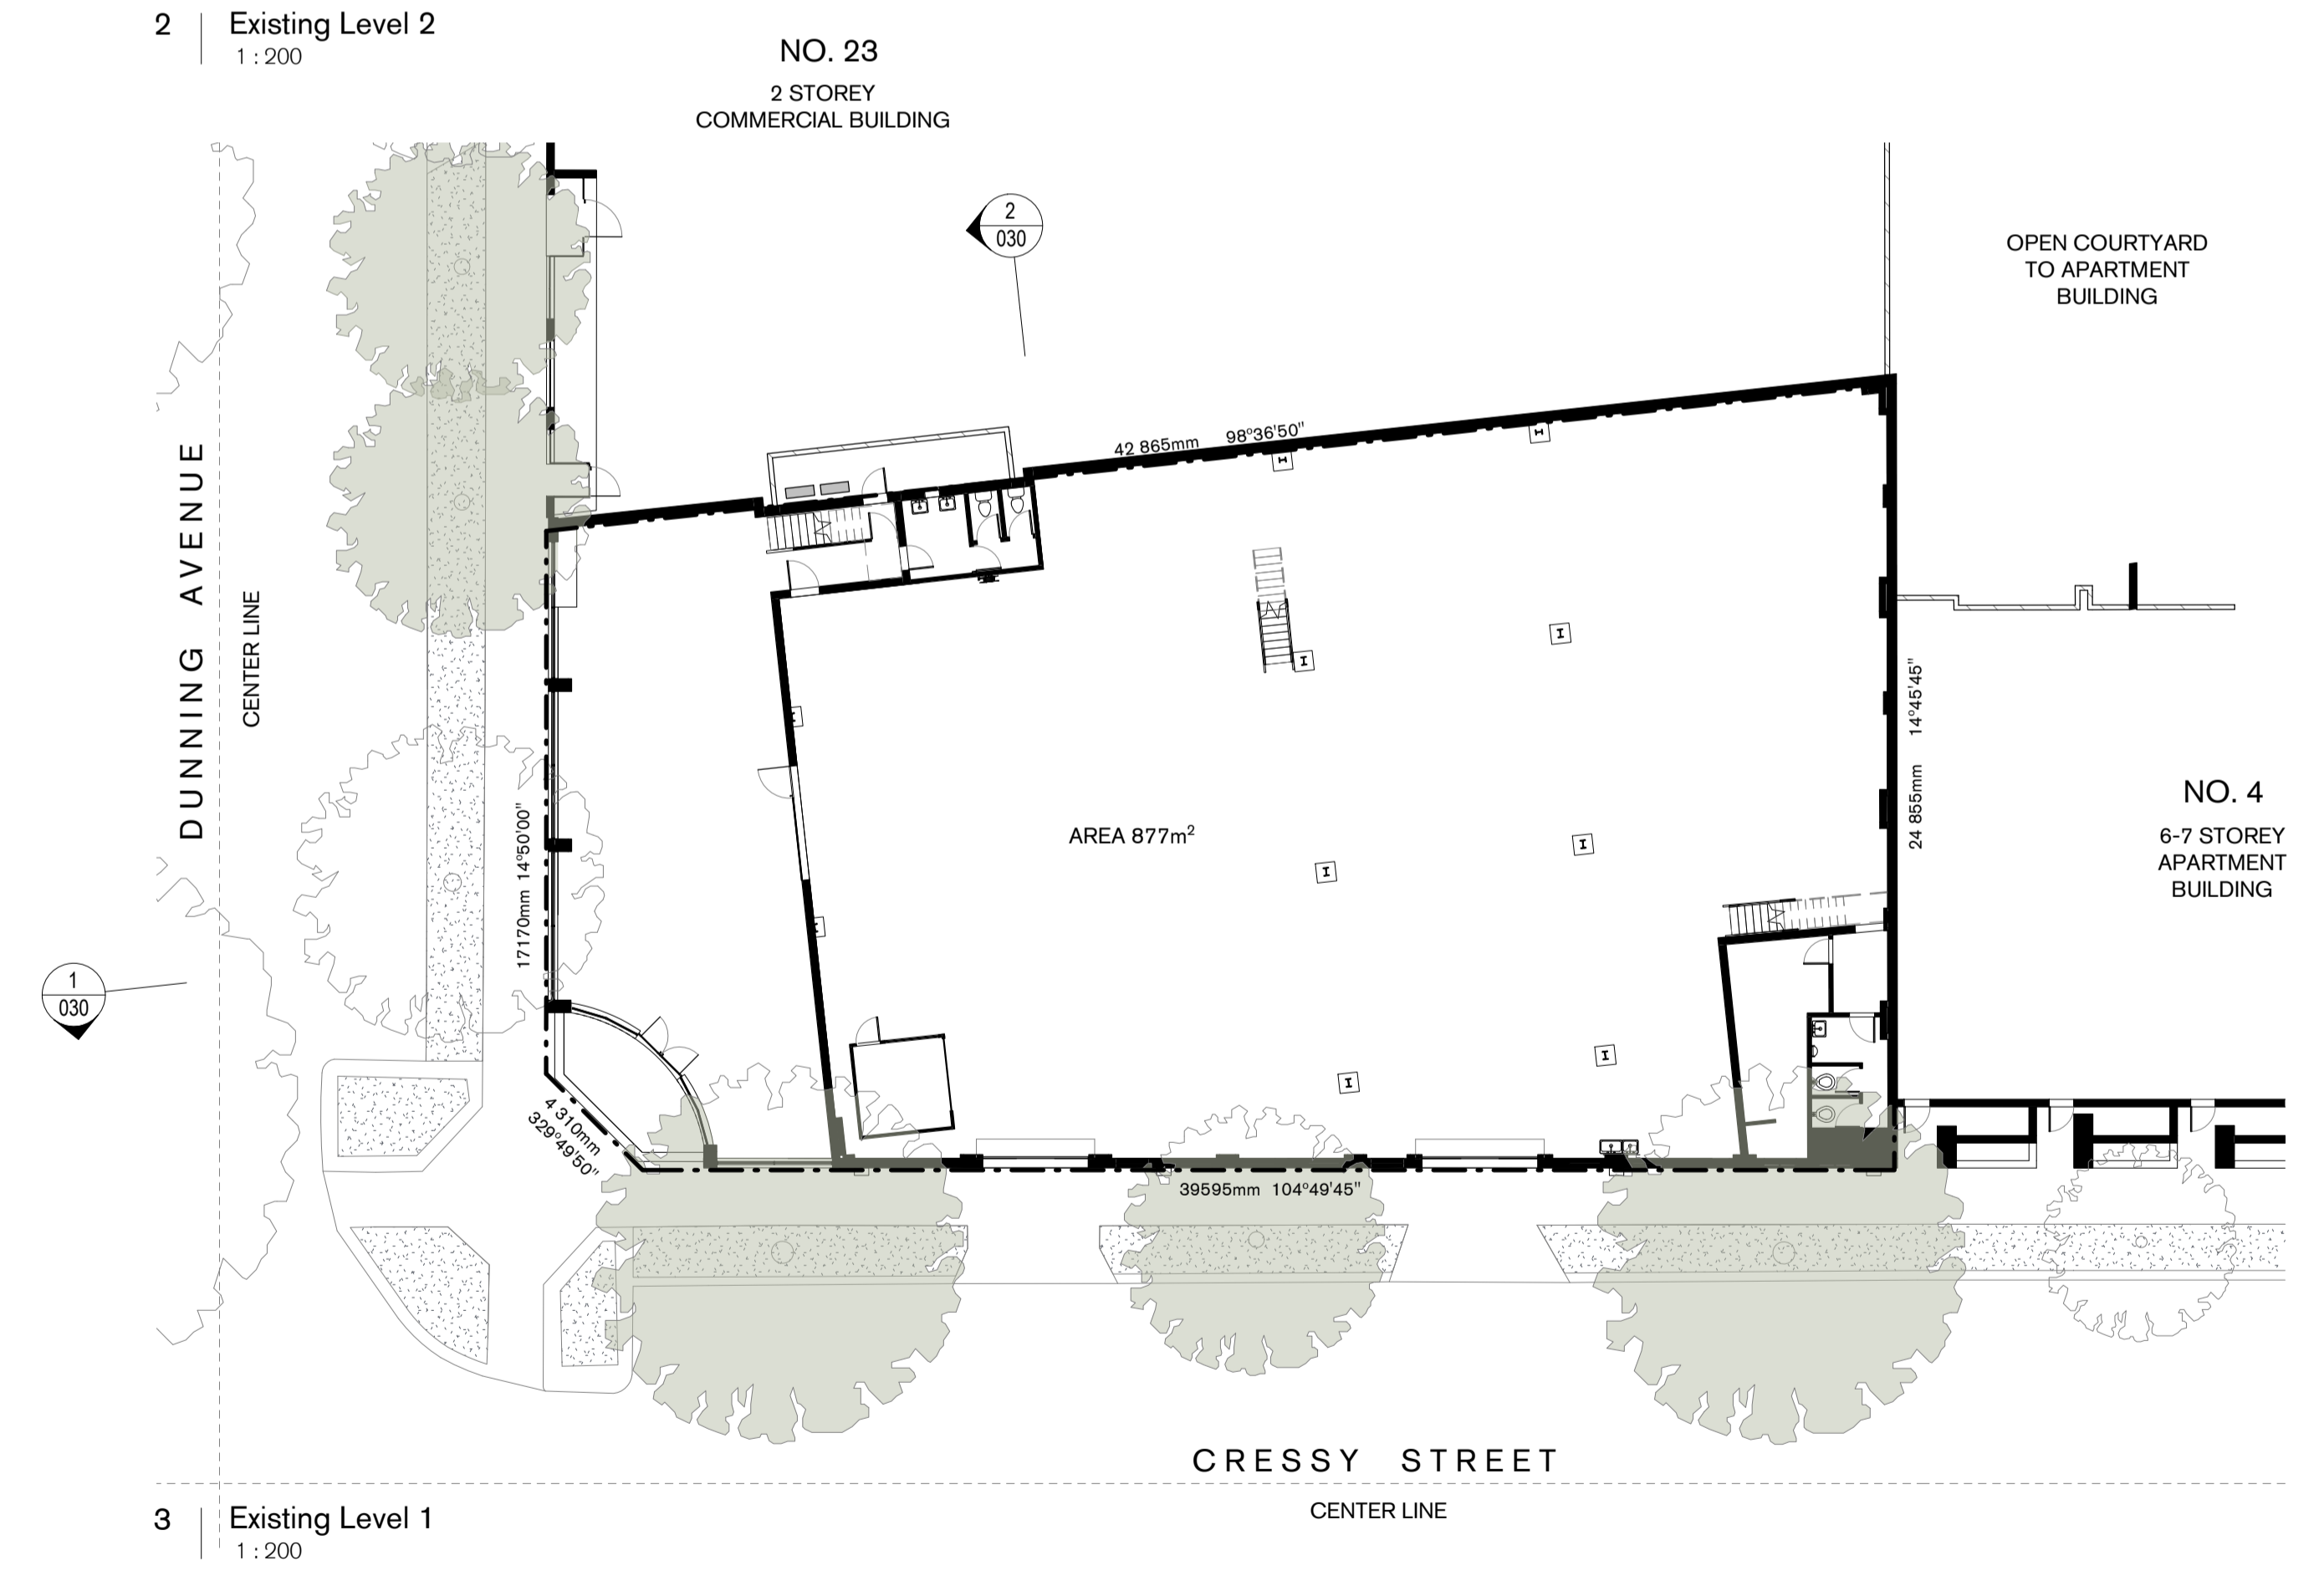 2
Existing Level 2
1 : 200
NO. 23
2 STOREY
COMMERCIAL BUILDING
2
030
OPEN COURTYARD
TO APARTMENT
BUILDING
42 865mm 98°36'50"
DUNNING AVENUE
CENTER LINE
17170mm 14°50'00"
AREA 877m²
24 855mm 14°45'45"
NO. 4
6-7 STOREY
APARTMENT
BUILDING
1
030
4 310mm
329°49'50"
39595mm 104°49'45"
CRESSY STREET
CENTER LINE
3
Existing Level 1
1 : 200